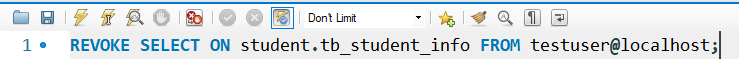 Don't Limit
1 REVOKE SELECT ON student.tb_student_info FROM testuser@localhost;